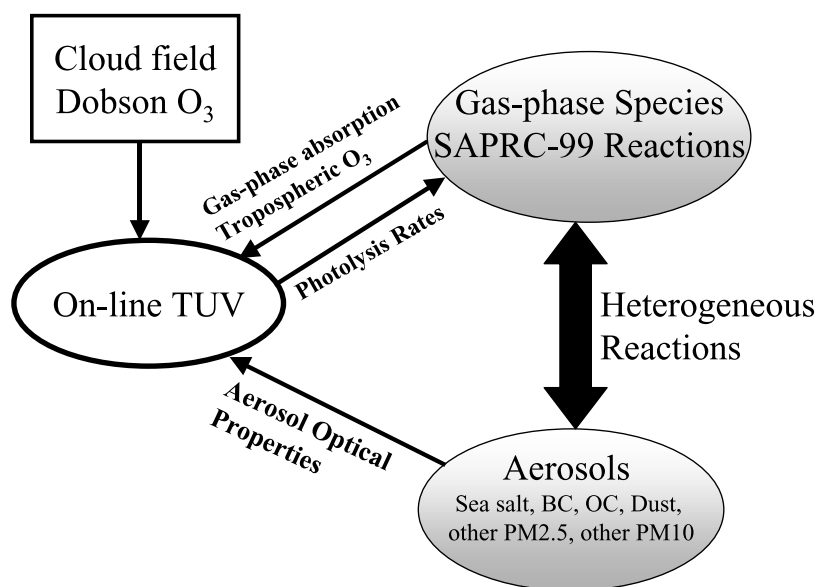 Cloud field
Dobson O₃
Gas-phase Species
SAPRC-99 Reactions
Gas-phase absorption
Tropospheric O₃
Photolysis Rates
On-line TUV
Heterogeneous
Reactions
Aerosol Optical
Properties
Aerosols
Sea salt, BC, OC, Dust,
other PM2.5, other PM10